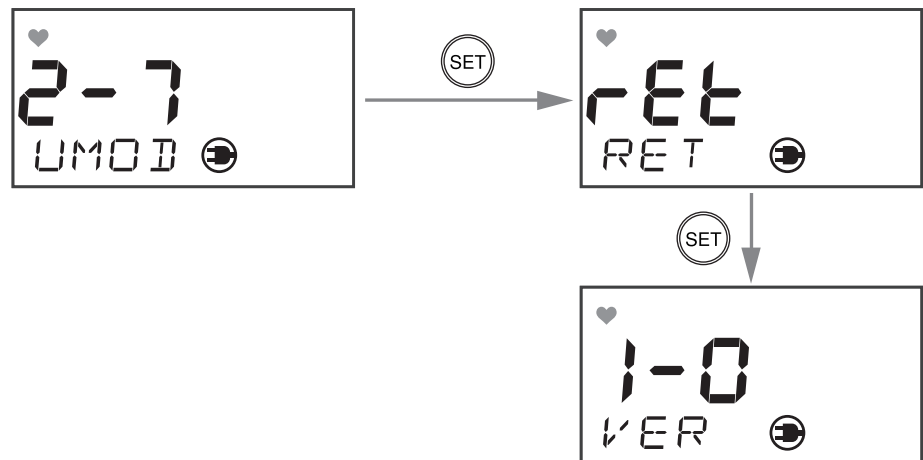 2-7
UMOD
SET
rEt
RET
SET
1-0
VER